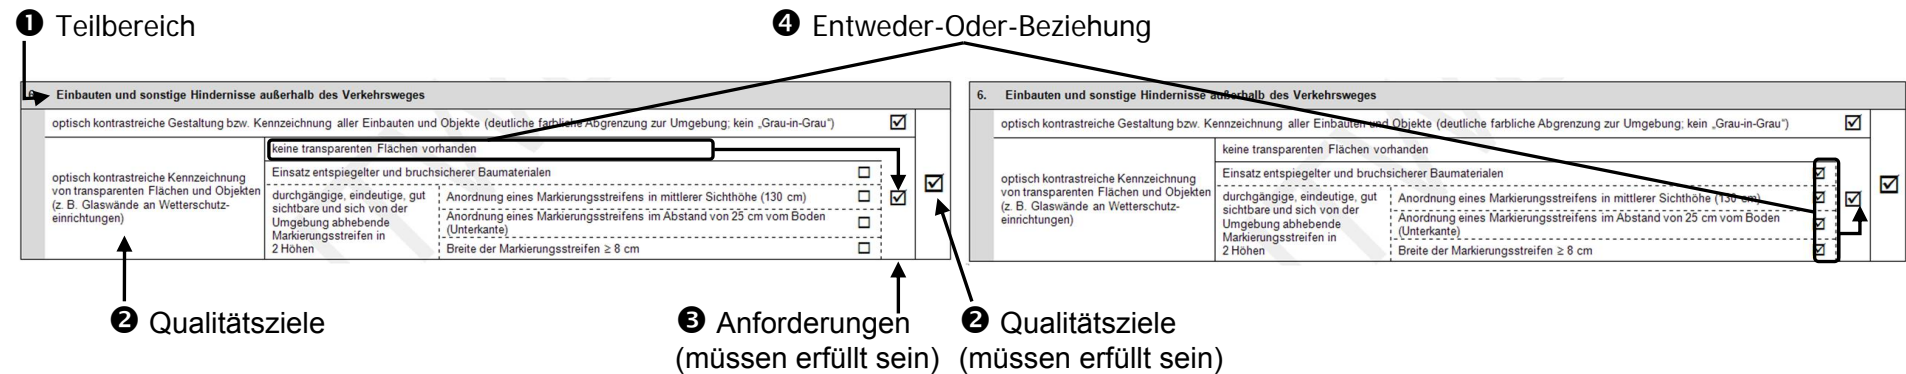 ❶ Teilbereich
❹ Entweder-Oder-Beziehung
6. Einbauten und sonstige Hindernisse außerhalb des Verkehrsweges
optisch kontrastreiche Gestaltung bzw. Kennzeichnung aller Einbauten und Objekte (deutliche farbliche Abgrenzung zur Umgebung; kein „Grau-in-Grau“)
optisch kontrastreiche Kennzeichnung
von transparenten Flächen und Objekten
(z. B. Glaswände an Wetterschutz-
einrichtungen)
keine transparenten Flächen vorhanden
Einsatz entspiegelter und bruchsicherer Baumaterialen
durchgängige, eindeutige, gut
sichtbare und sich von der
Umgebung abhebende
Markierungsstreifen in
2 Höhen
Anordnung eines Markierungsstreifens in mittlerer Sichthöhe (130 cm)
Anordnung eines Markierungsstreifens im Abstand von 25 cm vom Boden
(Unterkante)
Breite der Markierungsstreifen ≥ 8 cm
6. Einbauten und sonstige Hindernisse außerhalb des Verkehrsweges
optisch kontrastreiche Gestaltung bzw. Kennzeichnung aller Einbauten und Objekte (deutliche farbliche Abgrenzung zur Umgebung; kein „Grau-in-Grau“)
optisch kontrastreiche Kennzeichnung
von transparenten Flächen und Objekten
(z. B. Glaswände an Wetterschutz-
einrichtungen)
keine transparenten Flächen vorhanden
Einsatz entspiegelter und bruchsicherer Baumaterialen
durchgängige, eindeutige, gut
sichtbare und sich von der
Umgebung abhebende
Markierungsstreifen in
2 Höhen
Anordnung eines Markierungsstreifens in mittlerer Sichthöhe (130 cm)
Anordnung eines Markierungsstreifens im Abstand von 25 cm vom Boden
(Unterkante)
Breite der Markierungsstreifen ≥ 8 cm
❷ Qualitätsziele
❸ Anforderungen
(müssen erfüllt sein)
❷ Qualitätsziele
(müssen erfüllt sein)